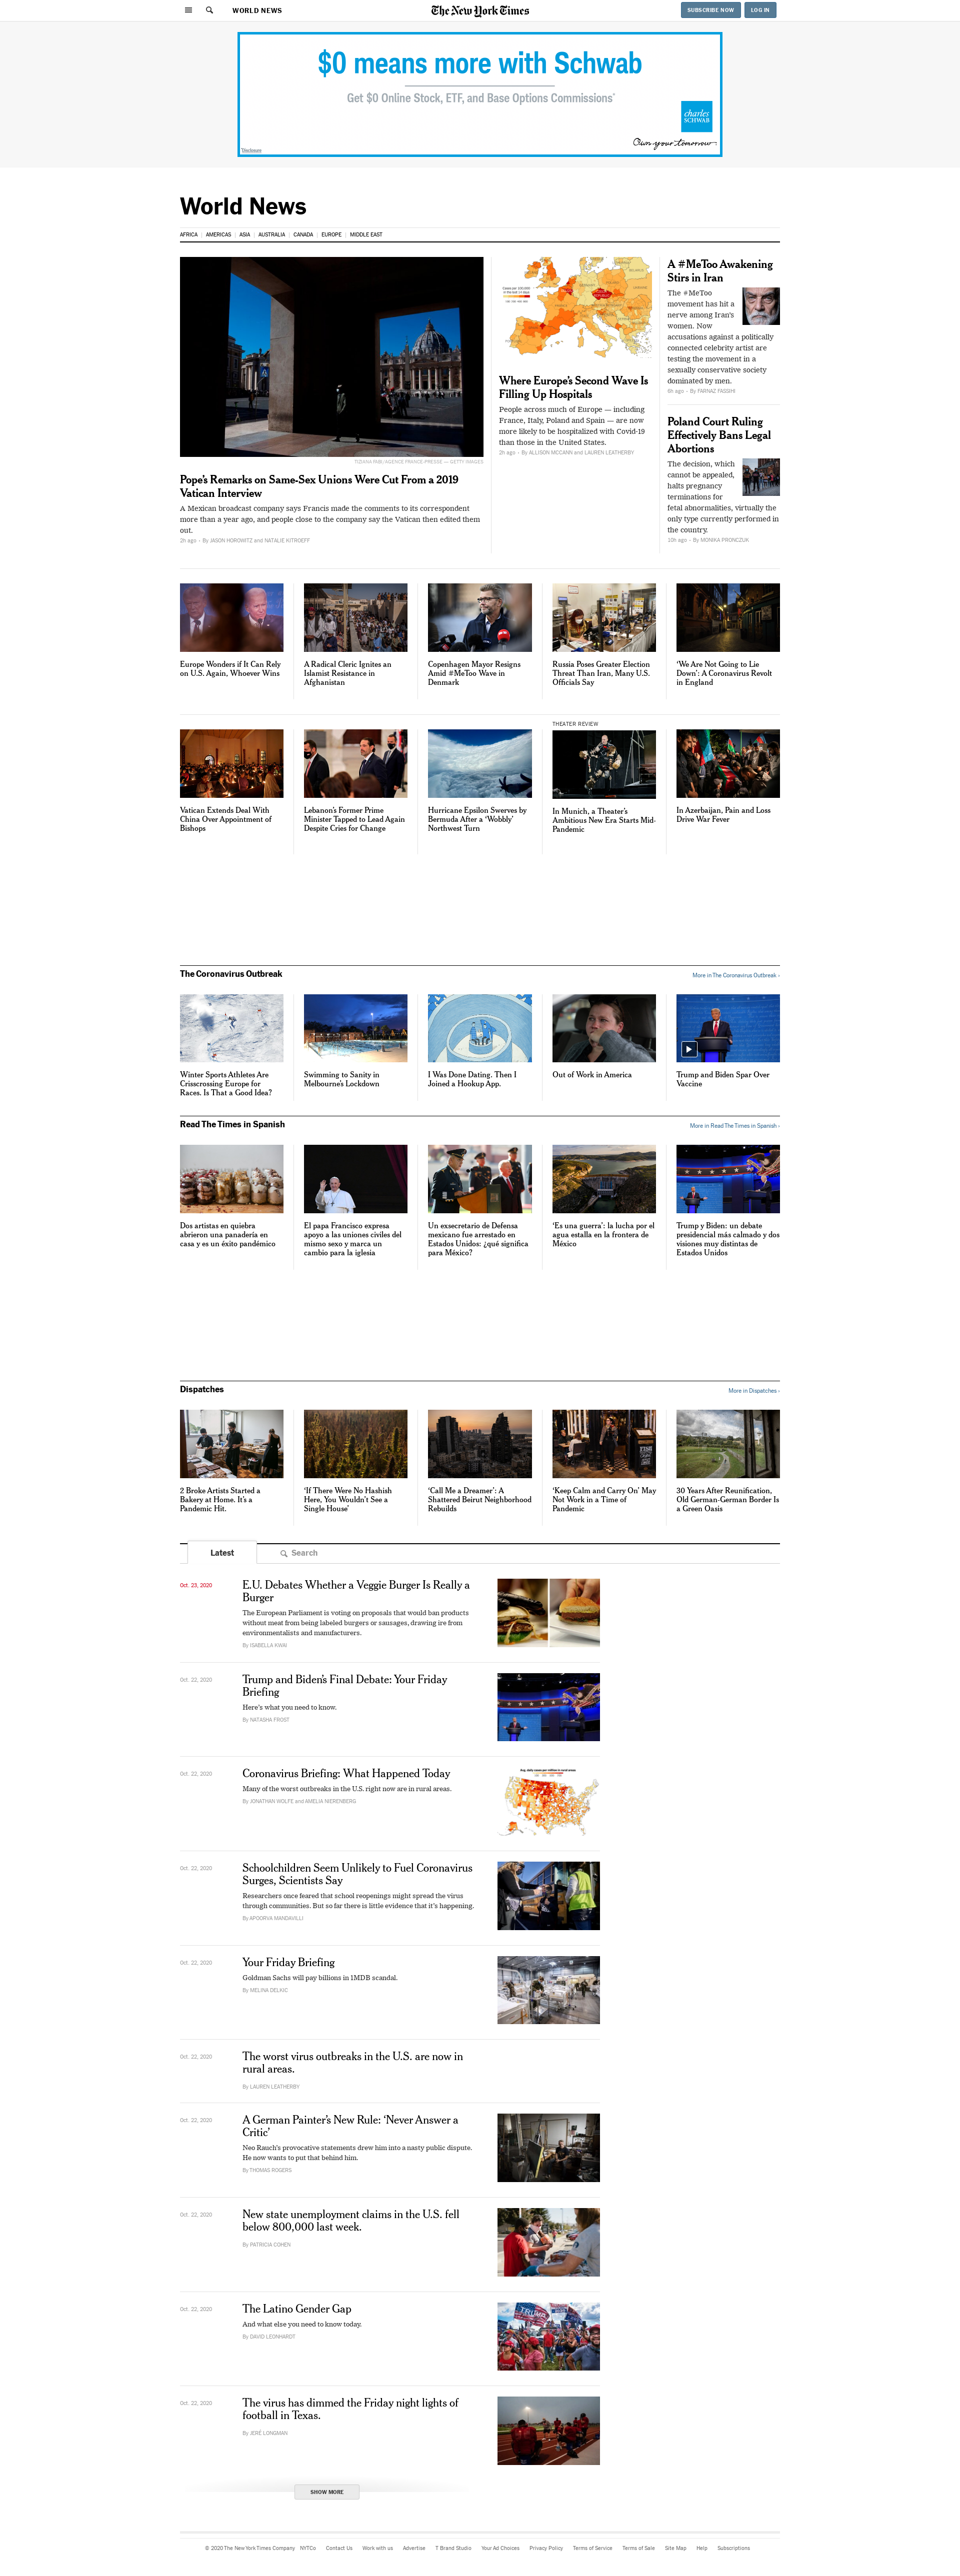 WORLD NEWS
The New York Times
SUBSCRIBE NOW
LOG IN
$0 means more with Schwab
Get $0 Online Stock, ETF, and Base Options Commissions*
charles
SCHWAB
Own your tomorrow
Disclosure
World News
AFRICA | AMERICAS | ASIA | AUSTRALIA | CANADA | EUROPE | MIDDLE EAST
TIZIANA FABI/AGENCE FRANCE-PRESSE — GETTY IMAGES
Pope's Remarks on Same-Sex Unions Were Cut From a 2019
Vatican Interview
A Mexican broadcast company says Francis made the comments to its correspondent
more than a year ago, and people close to the company say the Vatican then edited them
out.
2h ago - By JASON HOROWITZ and NATALIE KITROEFF
Where Europe's Second Wave Is
Filling Up Hospitals
People across much of Europe — including
France, Italy, Poland and Spain — are now
more likely to be hospitalized with Covid-19
than those in the United States.
2h ago - By ALLISON MCCANN and LAUREN LEATHERBY
A #MeToo Awakening
Stirs in Iran
The #MeToo
movement has hit a
nerve among Iran's
women. Now
accusations against a politically
connected celebrity artist are
testing the movement in a
sexually conservative society
dominated by men.
6h ago - By FARNAZ FASSIHI
Poland Court Ruling
Effectively Bans Legal
Abortions
The decision, which
cannot be appealed,
halts pregnancy
terminations for
fetal abnormalities, virtually the
only type currently performed in
the country.
10h ago - By MONIKA PRONCZUK
Europe Wonders if It Can Rely
on U.S. Again, Whoever Wins
A Radical Cleric Ignites an
Islamist Resistance in
Afghanistan
Copenhagen Mayor Resigns
Amid #MeToo Wave in
Denmark
Russia Poses Greater Election
Threat Than Iran, Many U.S.
Officials Say
'We Are Not Going to Lie
Down': A Coronavirus Revolt
in England
Vatican Extends Deal With
China Over Appointment of
Bishops
Lebanon's Former Prime
Minister Tapped to Lead Again
Despite Cries for Change
Hurricane Epsilon Swerves by
Bermuda After a 'Wobbly'
Northwest Turn
THEATER REVIEW
In Munich, a Theater's
Ambitious New Era Starts Mid-
Pandemic
In Azerbaijan, Pain and Loss
Drive War Fever
The Coronavirus Outbreak
More in The Coronavirus Outbreak ›
Winter Sports Athletes Are
Crisscrossing Europe for
Races. Is That a Good Idea?
Swimming to Sanity in
Melbourne's Lockdown
I Was Done Dating. Then I
Joined a Hookup App.
Out of Work in America
Trump and Biden Spar Over
Vaccine
Read The Times in Spanish
More in Read The Times in Spanish ›
Dos artistas en quiebra
abrieron una panadería en
casa y es un éxito pandémico
El papa Francisco expresa
apoyo a las uniones civiles del
mismo sexo y marca un
cambio para la iglesia
Un exsecretario de Defensa
mexicano fue arrestado en
Estados Unidos: ¿qué significa
para México?
'Es una guerra': la lucha por el
agua estalla en la frontera de
México
Trump y Biden: un debate
presidencial más calmado y dos
visiones muy distintas de
Estados Unidos
Dispatches
More in Dispatches ›
2 Broke Artists Started a
Bakery at Home. It's a
Pandemic Hit.
'If There Were No Hashish
Here, You Wouldn't See a
Single House'
'Call Me a Dreamer': A
Shattered Beirut Neighborhood
Rebuilds
'Keep Calm and Carry On' May
Not Work in a Time of
Pandemic
30 Years After Reunification,
Old German-German Border Is
a Green Oasis
Latest
Search
Oct. 23, 2020
E.U. Debates Whether a Veggie Burger Is Really a
Burger
The European Parliament is voting on proposals that would ban products
without meat from being labeled burgers or sausages, drawing ire from
environmentalists and manufacturers.
By ISABELLA KWAI
Oct. 22, 2020
Trump and Biden's Final Debate: Your Friday
Briefing
Here's what you need to know.
By NATASHA FROST
Oct. 22, 2020
Coronavirus Briefing: What Happened Today
Many of the worst outbreaks in the U.S. right now are in rural areas.
By JONATHAN WOLFE and AMELIA NIERENBERG
Oct. 22, 2020
Schoolchildren Seem Unlikely to Fuel Coronavirus
Surges, Scientists Say
Researchers once feared that school reopenings might spread the virus
through communities. But so far there is little evidence that it's happening.
By APOORVA MANDAVILLI
Oct. 22, 2020
Your Friday Briefing
Goldman Sachs will pay billions in 1MDB scandal.
By MELINA DELKIC
Oct. 22, 2020
The worst virus outbreaks in the U.S. are now in
rural areas.
By LAUREN LEATHERBY
Oct. 22, 2020
A German Painter's New Rule: 'Never Answer a
Critic'
Neo Rauch's provocative statements drew him into a nasty public dispute.
He now wants to put that behind him.
By THOMAS ROGERS
Oct. 22, 2020
New state unemployment claims in the U.S. fell
below 800,000 last week.
By PATRICIA COHEN
Oct. 22, 2020
The Latino Gender Gap
And what else you need to know today.
By DAVID LEONHARDT
Oct. 22, 2020
The virus has dimmed the Friday night lights of
football in Texas.
By JERÉ LONGMAN
SHOW MORE
© 2020 The New York Times Company NYTCo Contact Us Work with us Advertise T Brand Studio Your Ad Choices Privacy Policy Terms of Service Terms of Sale Site Map Help Subscriptions